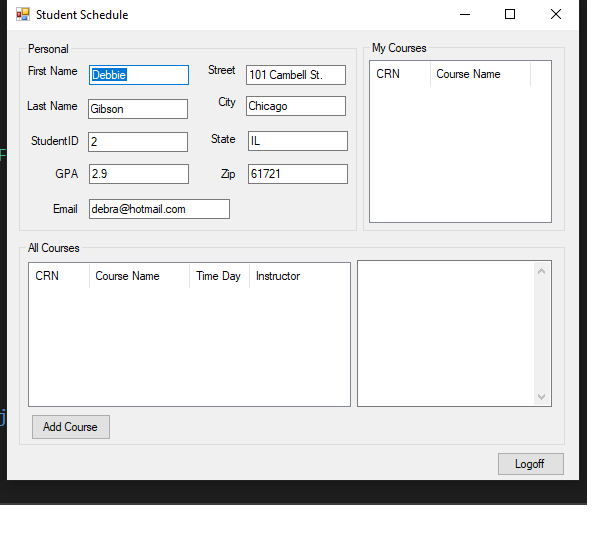 Student Schedule
Personal
First Name Debbie
Street 101 Cambell St.
Last Name Gibson
City Chicago
StudentID 2
State IL
GPA 2.9
Zip 61721
Email debra@hotmail.com
My Courses
CRN Course Name
All Courses
CRN Course Name Time Day Instructor
Add Course
Logoff
F
j